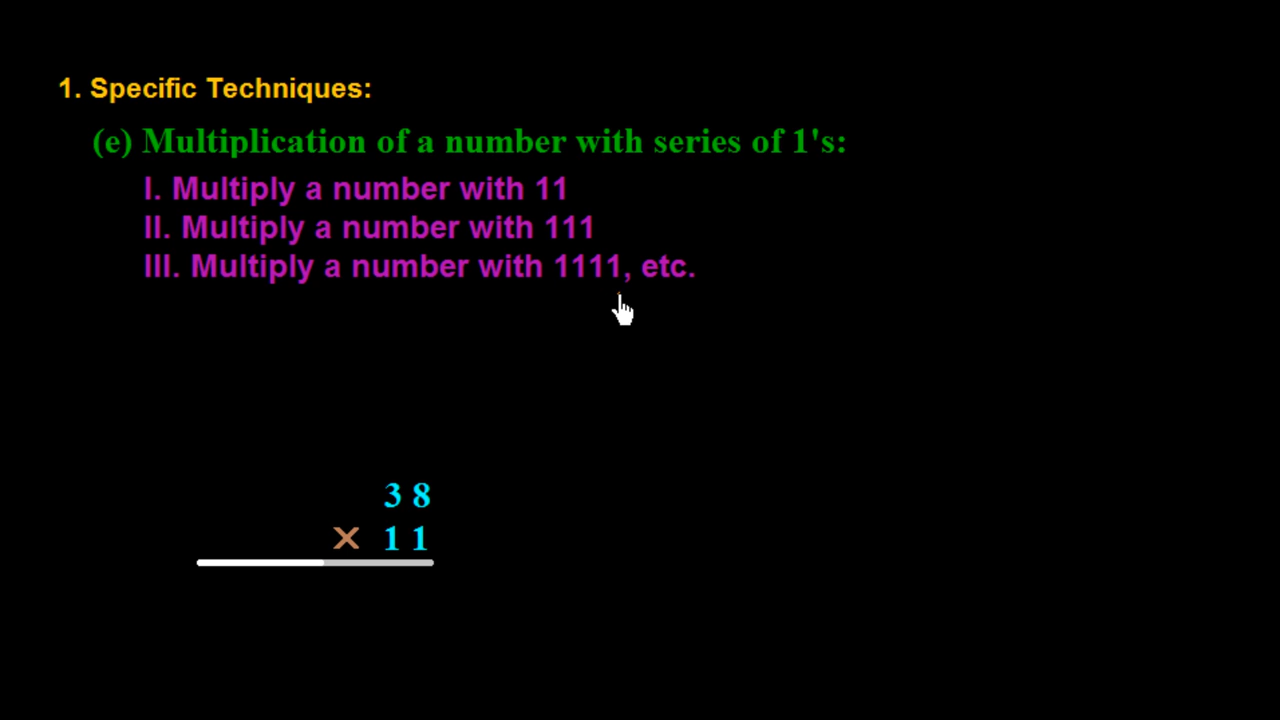 1. Specific Techniques:
(e) Multiplication of a number with series of 1's:
I. Multiply a number with 11
II. Multiply a number with 111
III. Multiply a number with 1111, etc.
3 8
× 1 1